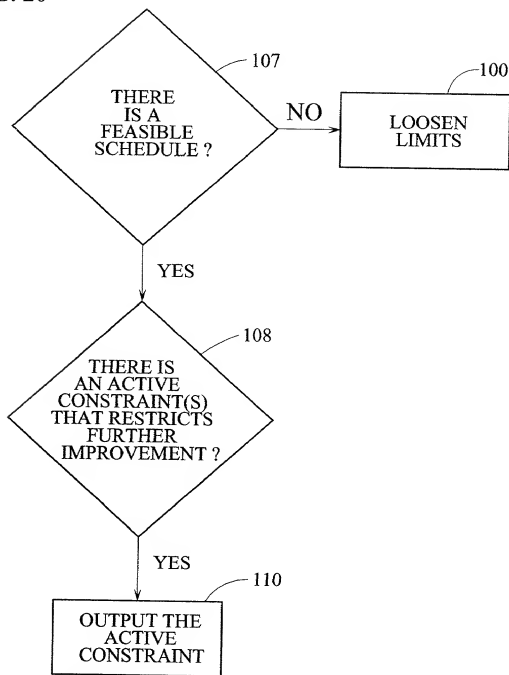 107
THERE
IS A
FEASIBLE
SCHEDULE ?
NO
100
LOOSEN
LIMITS
YES
108
THERE IS
AN ACTIVE
CONSTRAINT(S)
THAT RESTRICTS
FURTHER
IMPROVEMENT ?
YES
110
OUTPUT THE
ACTIVE
CONSTRAINT